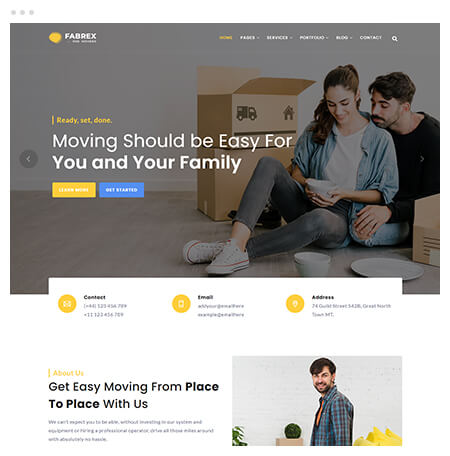 FABREX
HOME PAGES SERVICES PORTFOLIO BLOG CONTACT
Ready, set, done.
Moving Should be Easy For
You and Your Family
LEARN MORE GET STARTED
Contact
(+44) 123 456 789
+11 123 456 789
Email
addyour@emailhere
example@emailhere
Address
74 Guild Street 542B, Great North
Town MT.
About Us
Get Easy Moving From Place
To Place With Us
We can't expect you to be able, without investing in our system and
equipment or hiring a professional operator, drive all those miles around
with absolutely no hassle.